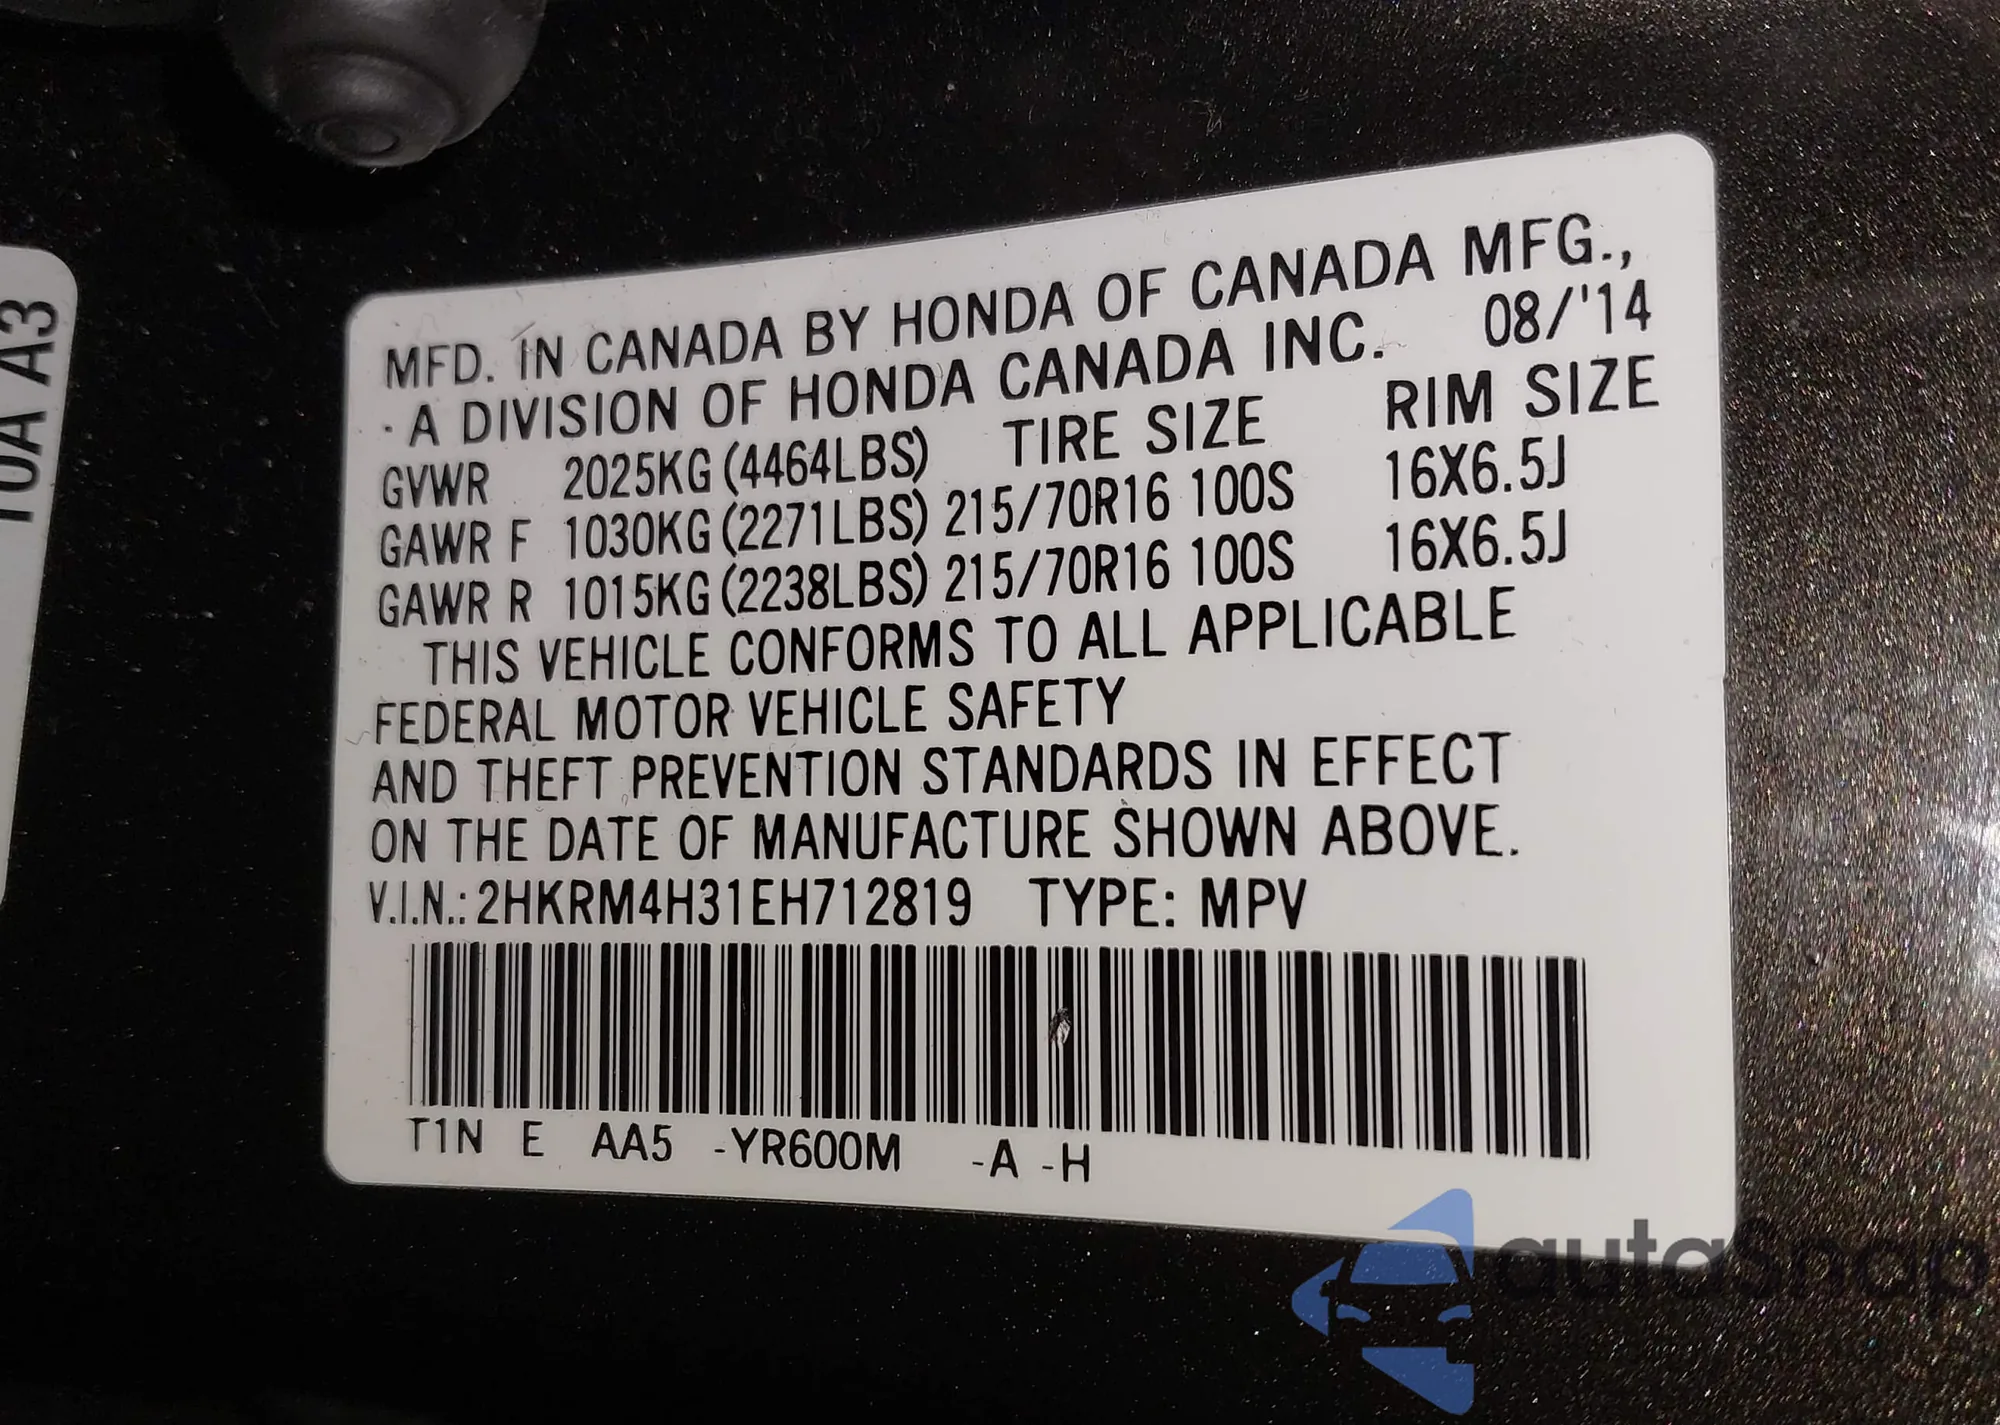 MFD. IN CANADA BY HONDA OF CANADA MFG.,
A DIVISION OF HONDA CANADA INC. 08/'14
GVWR 2025KG (4464LBS) TIRE SIZE RIM SIZE
GAWR F 1030KG (2271LBS) 215/70R16 100S 16X6.5J
GAWR R 1015KG (2238LBS) 215/70R16 100S 16X6.5J
THIS VEHICLE CONFORMS TO ALL APPLICABLE
FEDERAL MOTOR VEHICLE SAFETY
AND THEFT PREVENTION STANDARDS IN EFFECT
ON THE DATE OF MANUFACTURE SHOWN ABOVE.
V.I.N.: 2HKRM4H31EH712819 TYPE: MPV
T1N E AA5 -YR600M -A -H
A3
autaSnap